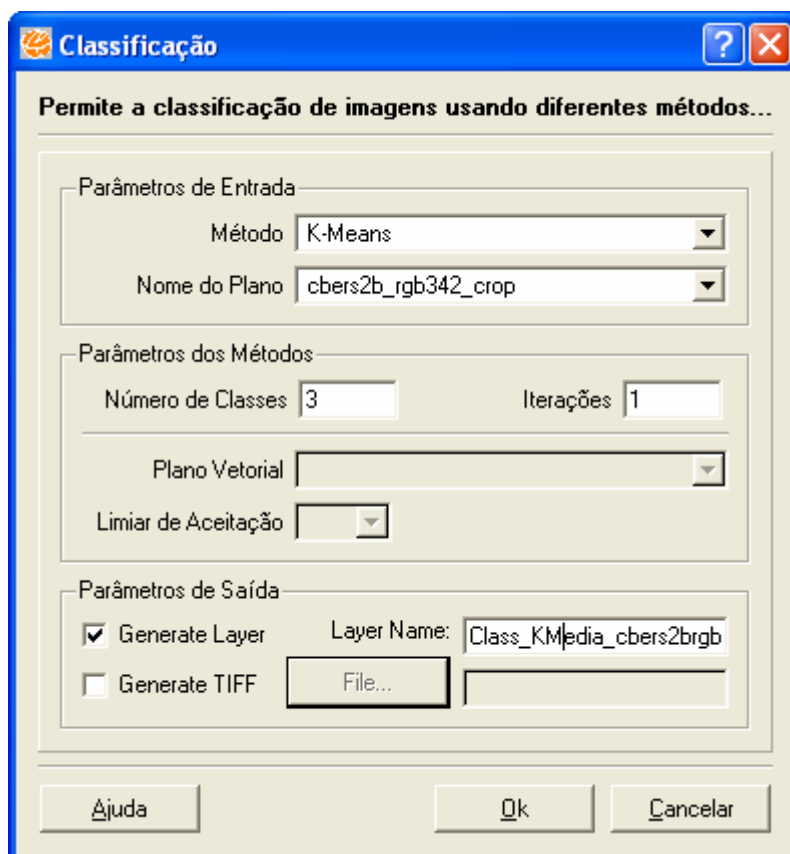 Classificação
Permite a classificação de imagens usando diferentes métodos...
Parâmetros de Entrada
Método K-Means
Nome do Plano cbers2b_rgb342_crop
Parâmetros dos Métodos
Número de Classes 3 Iterações 1
Plano Vetorial
Limiar de Aceitação
Parâmetros de Saída
Generate Layer Layer Name: Class_KMedia_cbers2brgb
Generate TIFF File...
Ajuda Ok Cancelar